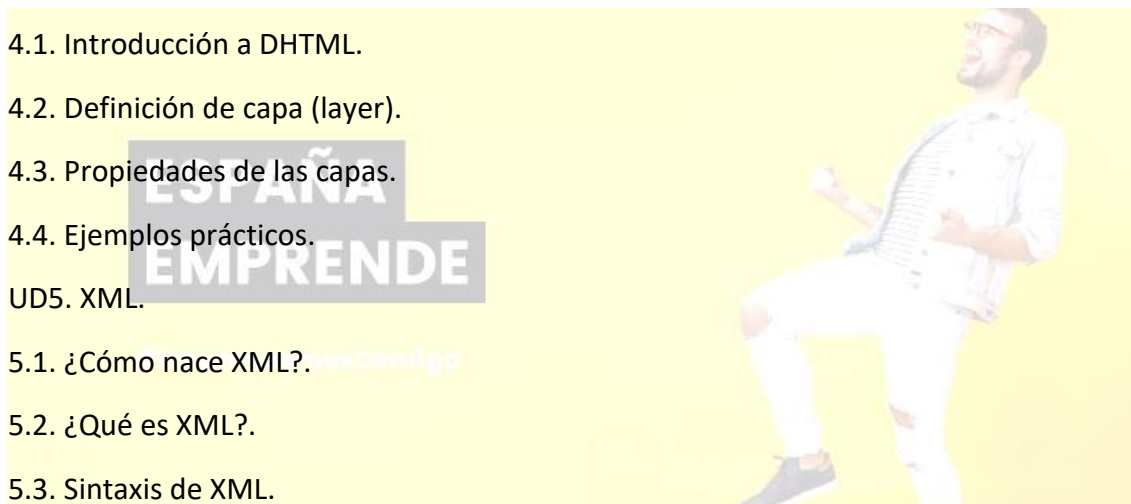 4.1. Introducción a DHTML.
4.2. Definición de capa (layer).
4.3. Propiedades de las capas.
4.4. Ejemplos prácticos.
ESPAÑA
EMPRENDE
UD5. XML.
5.1. ¿Cómo nace XML?.
5.2. ¿Qué es XML?.
5.3. Sintaxis de XML.